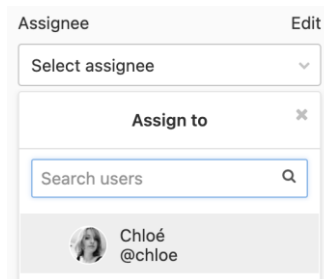 Assignee Edit
Select assignee
Assign to
Search users
Chloé
@chloe